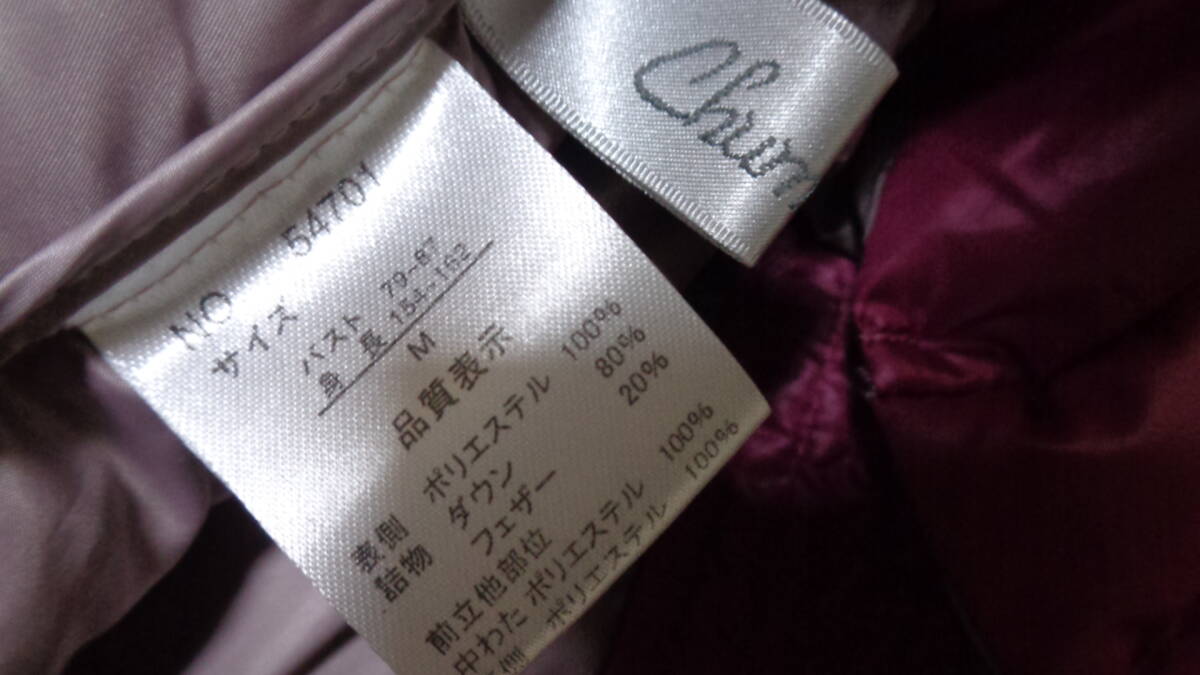 NO 54701
サイズ
バスト 79-87
身長 154-162
M
品質表示
表側 ポリエステル 100%
詰物 ダウン 80%
フェザー 20%
前立他部位
中わた ポリエステル 100%
側 ポリエステル 100%